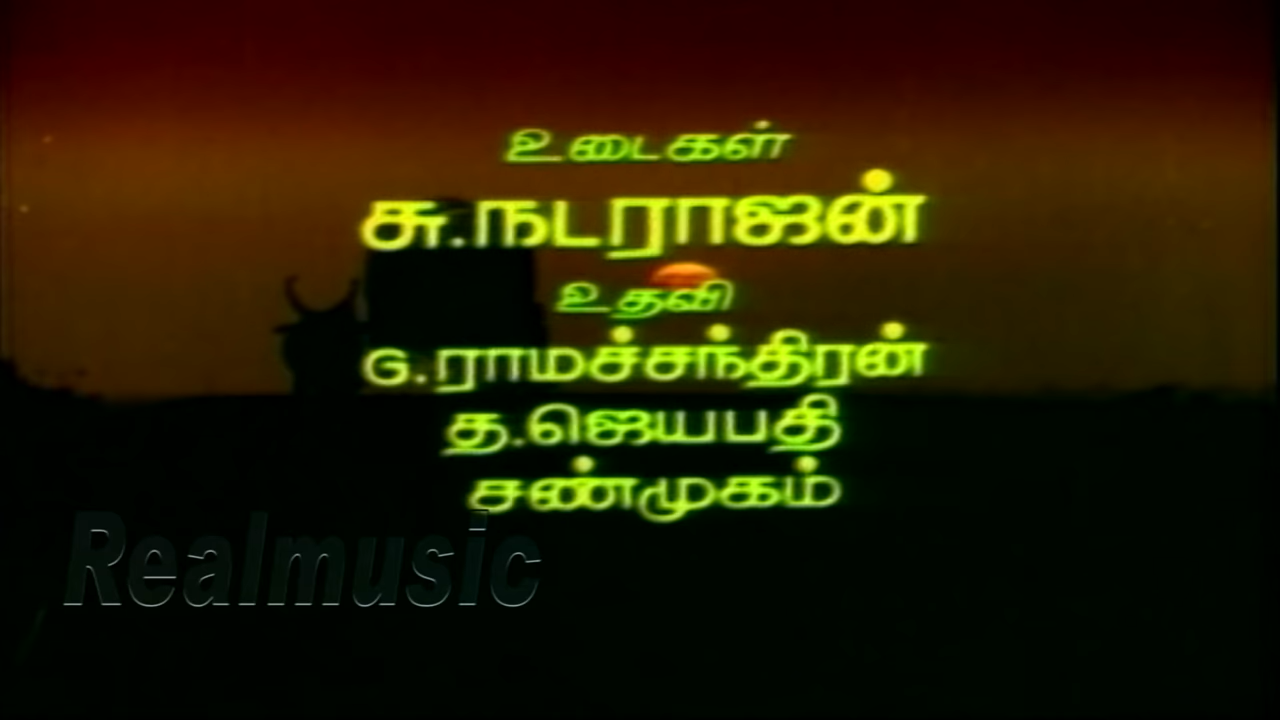 உடைகள்
சு.நடராஜன்
உதவி
G.ராமச்சந்திரன்
த.ஜெயபதி
சண்முகம்
Realmusic